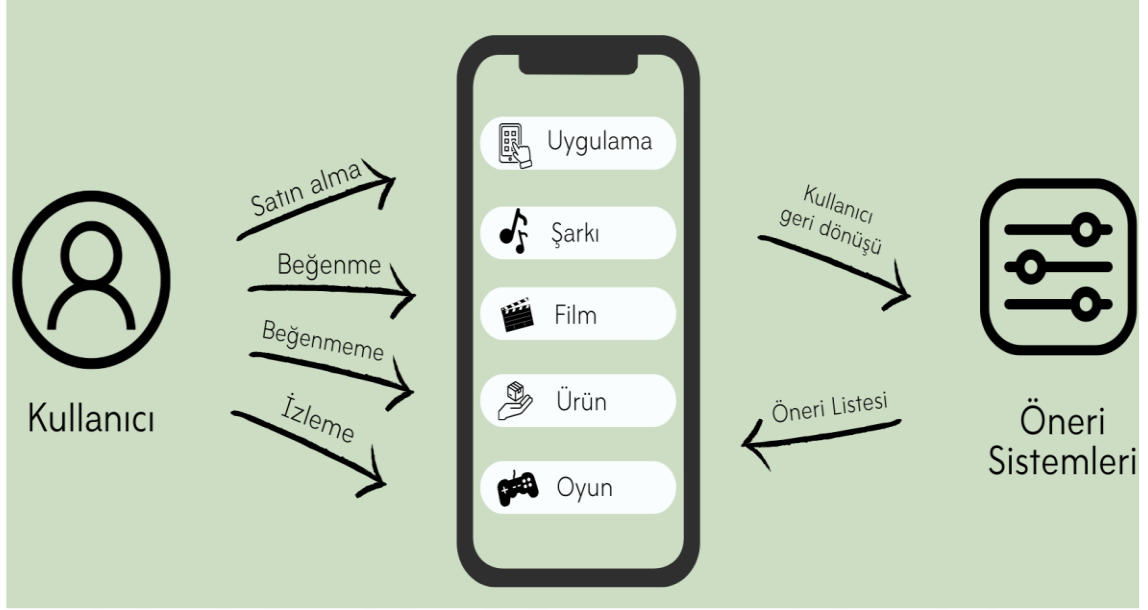 Kullanıcı
Satın alma
Beğenme
Beğenmeme
İzleme
Uygulama
Şarkı
Film
Ürün
Oyun
Kullanıcı
geri dönüşü
Öneri Listesi
Öneri
Sistemleri